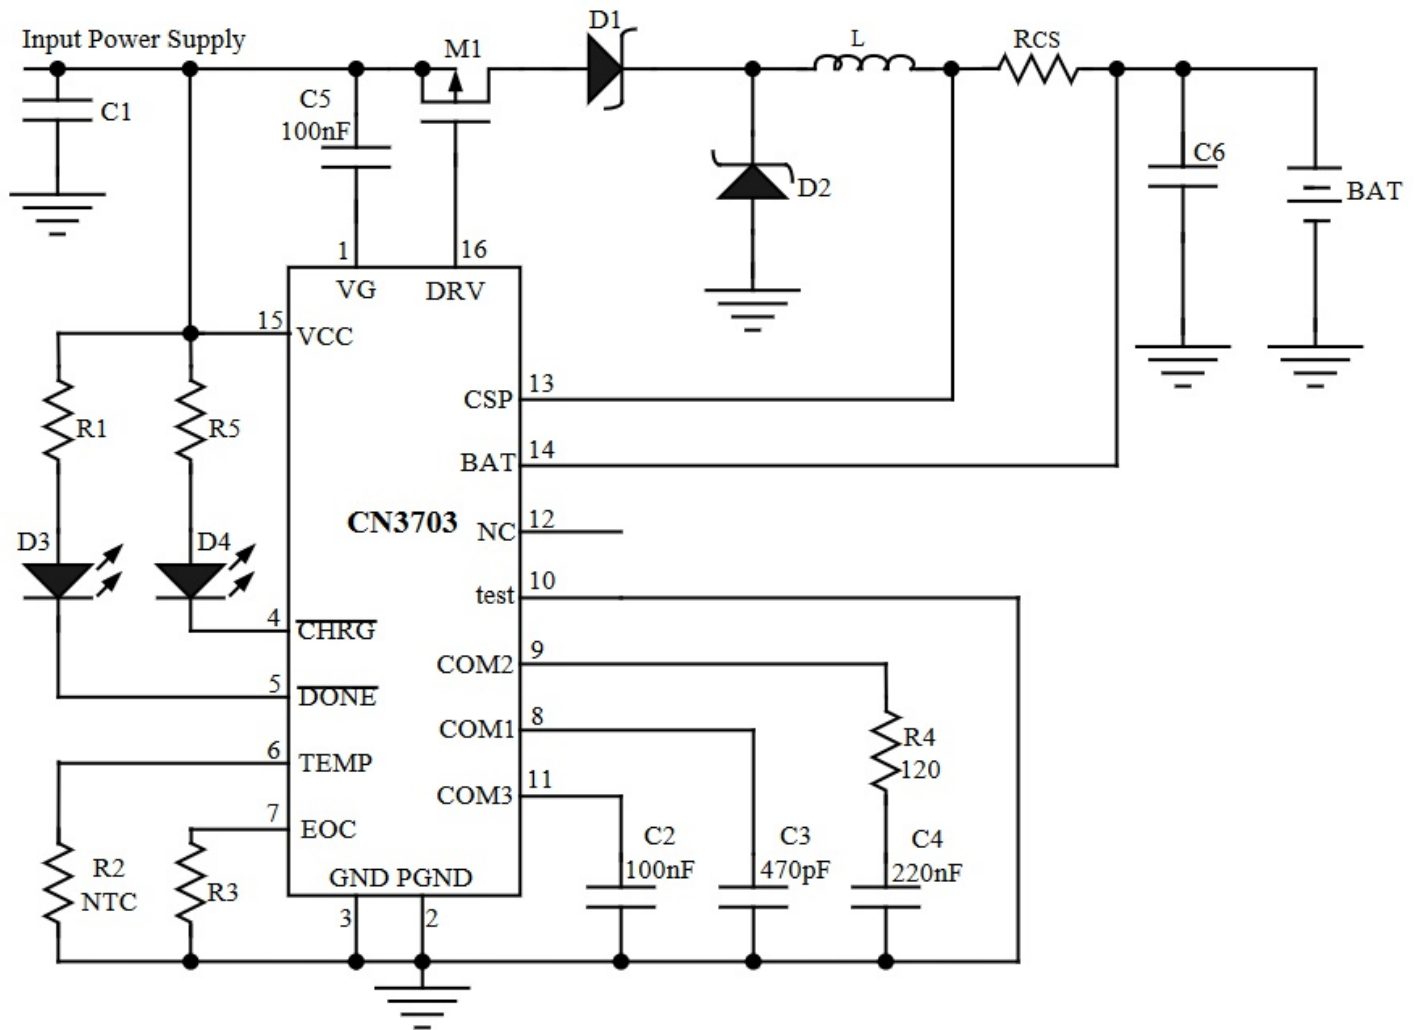 Input Power Supply
M1
D1
L
RCS
C1
C5
100nF
D2
C6
BAT
1
16
VG
DRV
15
VCC
R1
R5
CSP
13
BAT
14
CN3703
NC
12
D3
D4
test
10
4
CHRG
COM2
9
5
DONE
COM1
8
R4
120
6
TEMP
COM3
11
7
EOC
C2
100nF
C3
470pF
C4
220nF
R2
NTC
R3
GND PGND
3
2